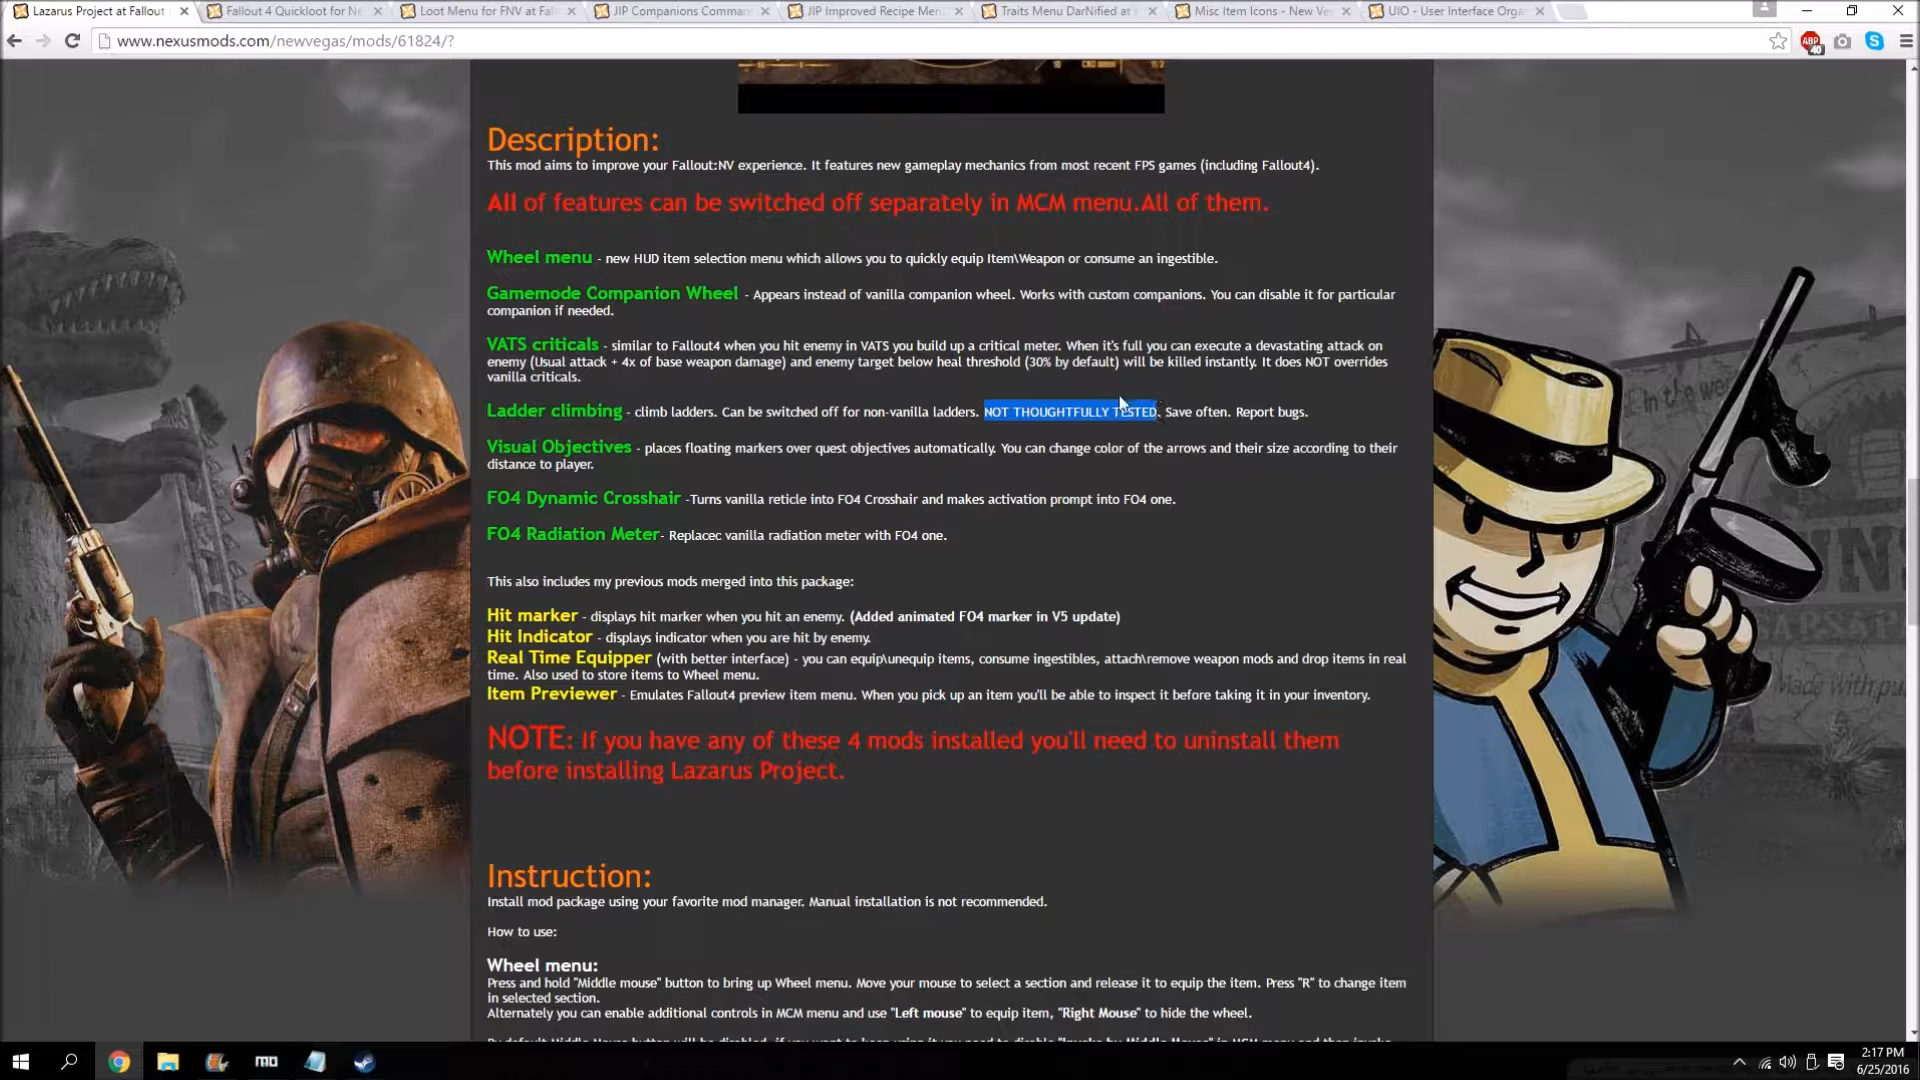 Lazarus Project at Fallout
Fallout 4 Quickloot for Ne
Loot Menu for FNV at Fal
JIP Companions Comman
JIP Improved Recipe Men
Traits Menu DarNified at
Misc Item Icons - New Ve
UIO - User Interface Orga
www.nexusmods.com/newvegas/mods/61824/?
ABP
40
Description:
This mod aims to improve your Fallout:NV experience. It features new gameplay mechanics from most recent FPS games (including Fallout4).
All of features can be switched off separately in MCM menu.All of them.
Wheel menu - new HUD item selection menu which allows you to quickly equip Item\Weapon or consume an ingestible.
Gamemode Companion Wheel - Appears instead of vanilla companion wheel. Works with custom companions. You can disable it for particular
companion if needed.
VATS criticals - similar to Fallout4 when you hit enemy in VATS you build up a critical meter. When it's full you can execute a devastating attack on
enemy (Usual attack + 4x of base weapon damage) and enemy target below heal threshold (30% by default) will be killed instantly. It does NOT overrides
vanilla criticals.
Ladder climbing - climb ladders. Can be switched off for non-vanilla ladders. NOT THOUGHTFULLY TESTED. Save often. Report bugs.
Visual Objectives - places floating markers over quest objectives automatically. You can change color of the arrows and their size according to their
distance to player.
FO4 Dynamic Crosshair -Turns vanilla reticle into FO4 Crosshair and makes activation prompt into FO4 one.
FO4 Radiation Meter- Replacec vanilla radiation meter with FO4 one.
This also includes my previous mods merged into this package:
Hit marker - displays hit marker when you hit an enemy. (Added animated FO4 marker in V5 update)
Hit Indicator - displays indicator when you are hit by enemy.
Real Time Equipper (with better interface) - you can equip\unequip items, consume ingestibles, attach\remove weapon mods and drop items in real
time. Also used to store items to Wheel menu.
Item Previewer - Emulates Fallout4 preview item menu. When you pick up an item you'll be able to inspect it before taking it in your inventory.
NOTE: If you have any of these 4 mods installed you'll need to uninstall them
before installing Lazarus Project.
Instruction:
Install mod package using your favorite mod manager. Manual installation is not recommended.
How to use:
Wheel menu:
Press and hold "Middle mouse" button to bring up Wheel menu. Move your mouse to select a section and release it to equip the item. Press "R" to change item
in selected section.
Alternately you can enable additional controls in MCM menu and use "Left mouse" to equip item, "Right Mouse" to hide the wheel.
MO
2:17 PM
6/25/2016